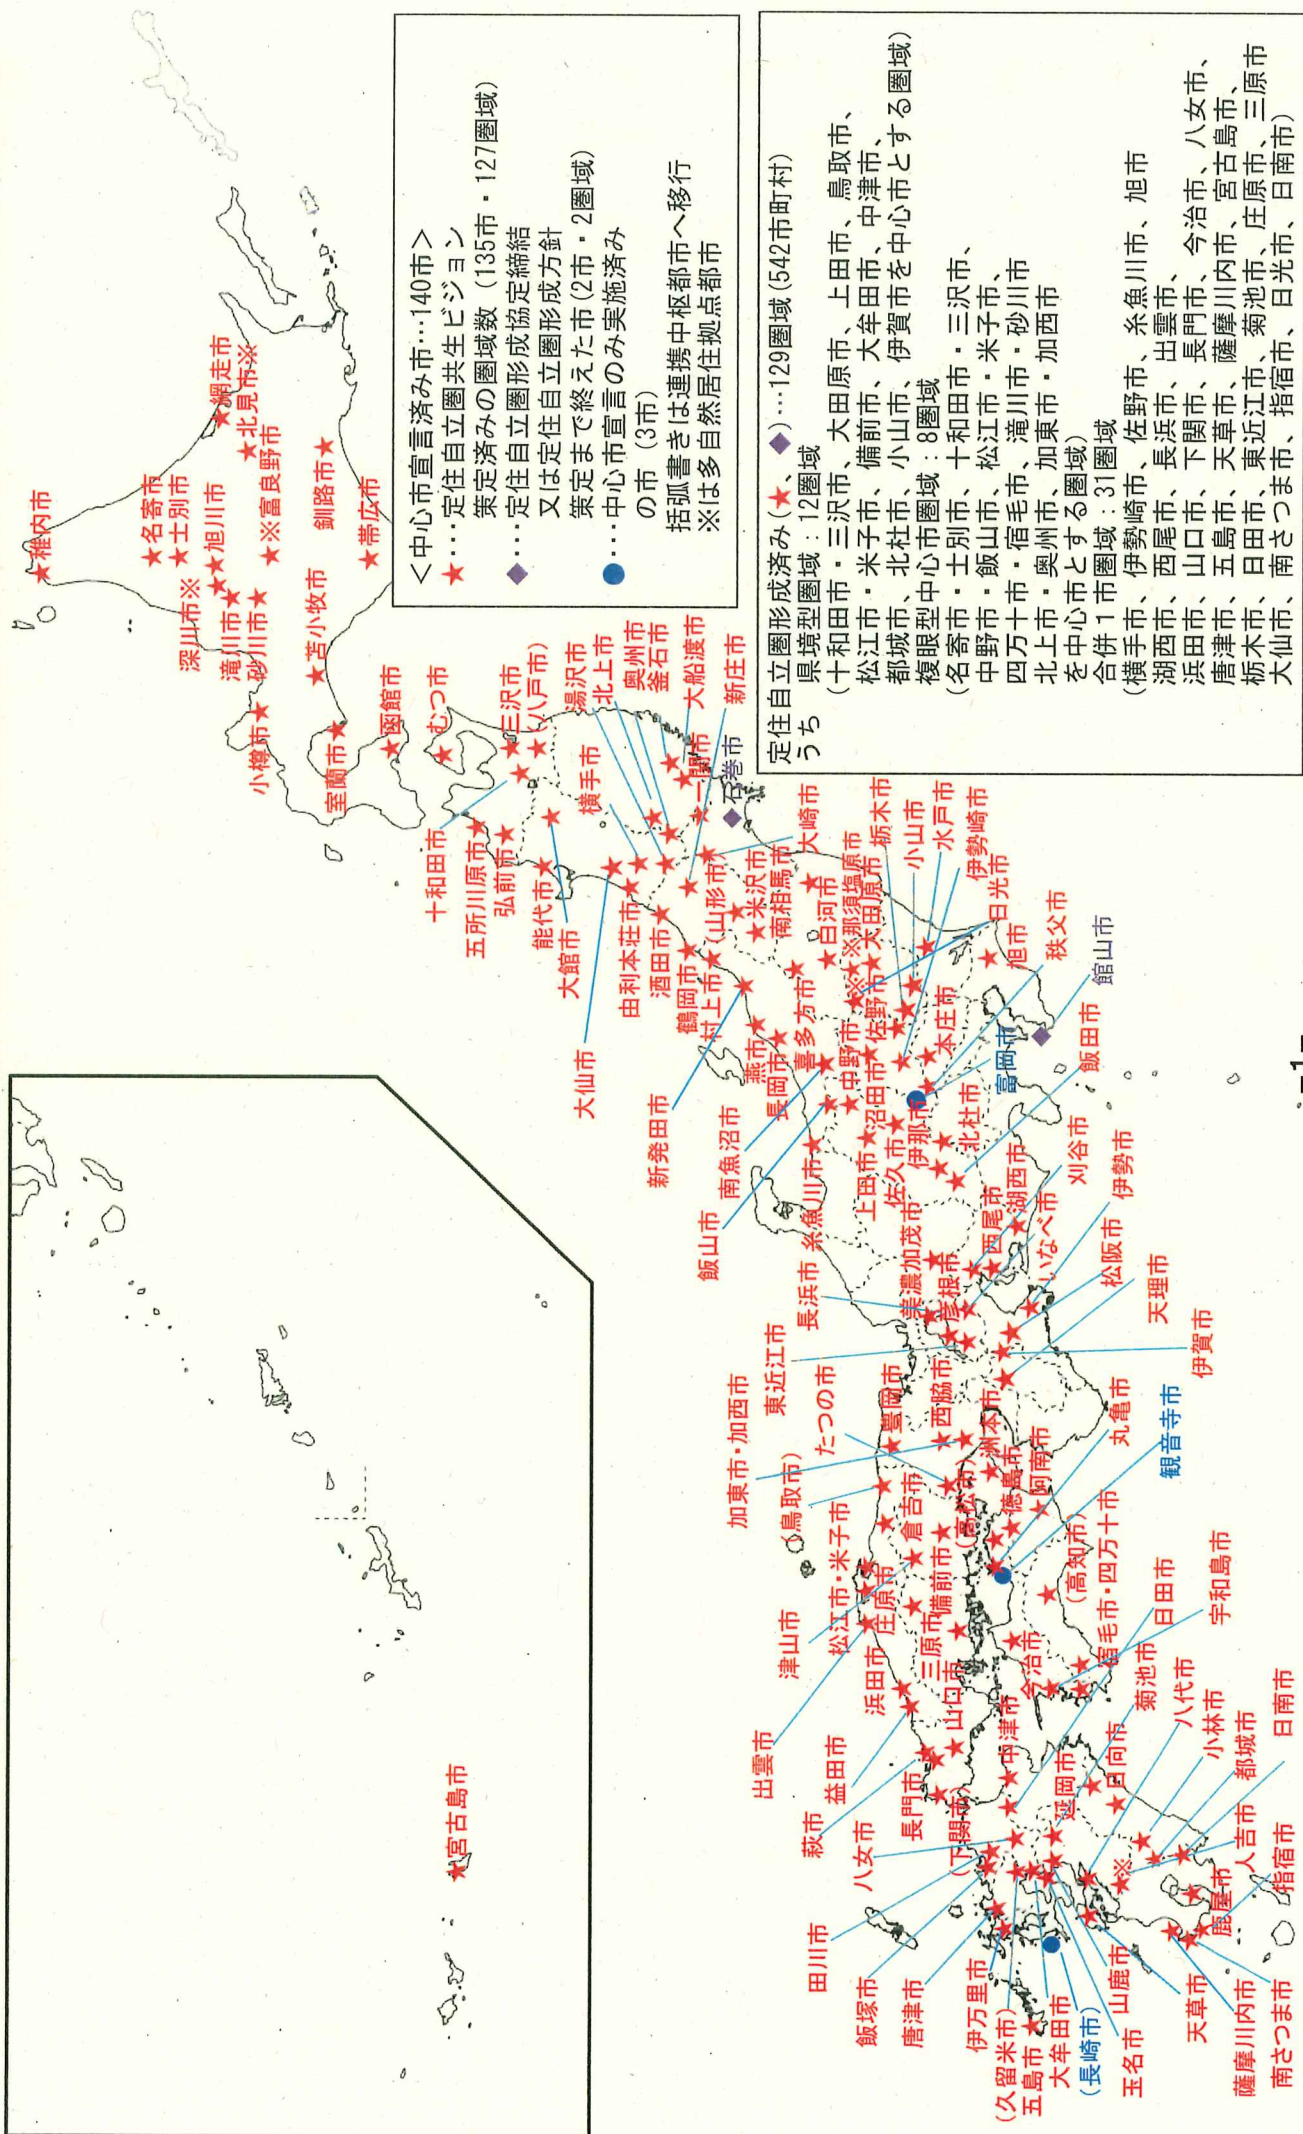 稚内市
名寄市
士別市
深川市※
旭川市
滝川市
砂川市
※富良野市
網走市
北見市※
釧路市
帯広市
苫小牧市
小樽市
室蘭市
函館市
むつ市
三沢市
(八戸市)
十和田市
五所川原市
弘前市
能代市
大館市
大仙市
横手市
湯沢市
北上市
奥州市
釜石市
大船渡市
一関市
新庄市
石巻市
大崎市
由利本荘市
酒田市
鶴岡市
村上市
(山形市)
米沢市
南相馬市
新発田市
燕市
長岡市
喜多方市
白河市
※那須塩原市
大田原市
栃木市
小山市
水戸市
伊勢崎市
日光市
※
佐野市
旭市
秩父市
館山市
本庄市
富岡市
南魚沼市
飯山市
中野市
沼田市
糸魚川市
上田市
佐久市
伊那市
北杜市
飯田市
湖西市
西尾市
刈谷市
いなべ市
伊勢市
松阪市
天理市
伊賀市
美濃加茂市
彦根市
長浜市
東近江市
加東市・加西市
たつの市
豊岡市
西脇市
洲本市
(鳥取市)
倉吉市
(高松市)
徳島市
阿南市
丸亀市
観音寺市
松江市・米子市
津山市
備前市
庄原市
三原市
出雲市
浜田市
益田市
萩市
長門市
山口市
(下関市)
今治市
(高知市)
宿毛市・四万十市
宇和島市
日田市
中津市
八女市
田川市
飯塚市
唐津市
伊万里市
(久留米市)
五島市
大牟田市
(長崎市)
玉名市
山鹿市
菊池市
延岡市
日向市
八代市
小林市
都城市
日南市
※
人吉市
天草市
薩摩川内市
南さつま市
鹿屋市
指宿市
宮古島市
＜中心市宣言済み市…140市＞
★…定住自立圏共生ビジョン
策定済みの圏域数（135市・127圏域）
◆…定住自立圏形成協定締結
又は定住自立圏形成方針
策定まで終えた市(2市・2圏域)
●…中心市宣言のみ実施済み
の市（3市）
括弧書きは連携中枢都市へ移行
※は多自然居住拠点都市
定住自立圏形成済み(★、◆)…129圏域(542市町村)
うち
県境型圏域：12圏域
(十和田市・三沢市、大田原市、上田市、鳥取市、
松江市・米子市、備前市、大牟田市、中津市、
都城市、北杜市、小山市、伊賀市を中心市とする圏域)
複眼型中心市圏域：8圏域
(名寄市・士別市、十和田市・三沢市、
中野市・飯山市、松江市・米子市、
四万十市・宿毛市、滝川市・砂川市
北上市・奥州市、加東市・加西市
を中心市とする圏域)
合併１市圏域：31圏域
(横手市、伊勢崎市、佐野市、糸魚川市、旭市
湖西市、西尾市、長浜市、出雲市、
浜田市、山口市、下関市、長門市、今治市、八女市、
唐津市、五島市、天草市、薩摩川内市、宮古島市、
栃木市、日田市、東近江市、菊池市、庄原市、三原市
大仙市、南さつま市、指宿市、日光市、日南市)
-1-